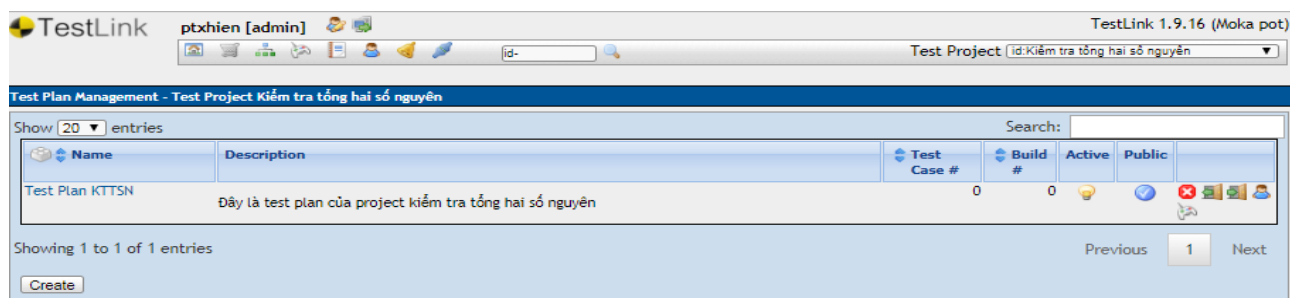 TestLink ptxhien [admin] TestLink 1.9.16 (Moka pot)
id- Test Project id:Kiểm tra tổng hai số nguyên
Test Plan Management - Test Project Kiểm tra tổng hai số nguyên
Show 20 entries Search:
Name Description Test Case # Build # Active Public
Test Plan KTTSN Đây là test plan của project kiểm tra tổng hai số nguyên 0 0
Showing 1 to 1 of 1 entries Previous 1 Next
Create